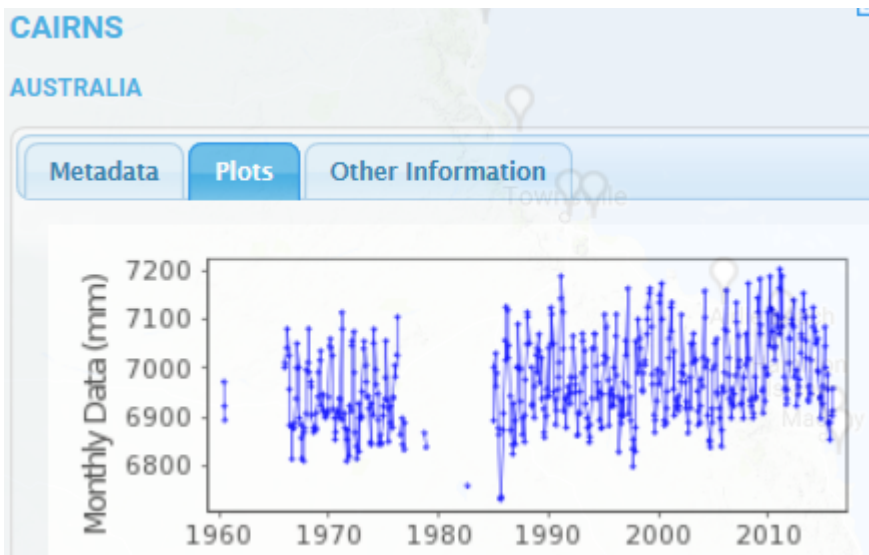 CAIRNS
AUSTRALIA
Metadata Plots Other Information
Townsville
Monthly Data (mm)
7200
7100
7000
6900
6800
1960 1970 1980 1990 2000 2010